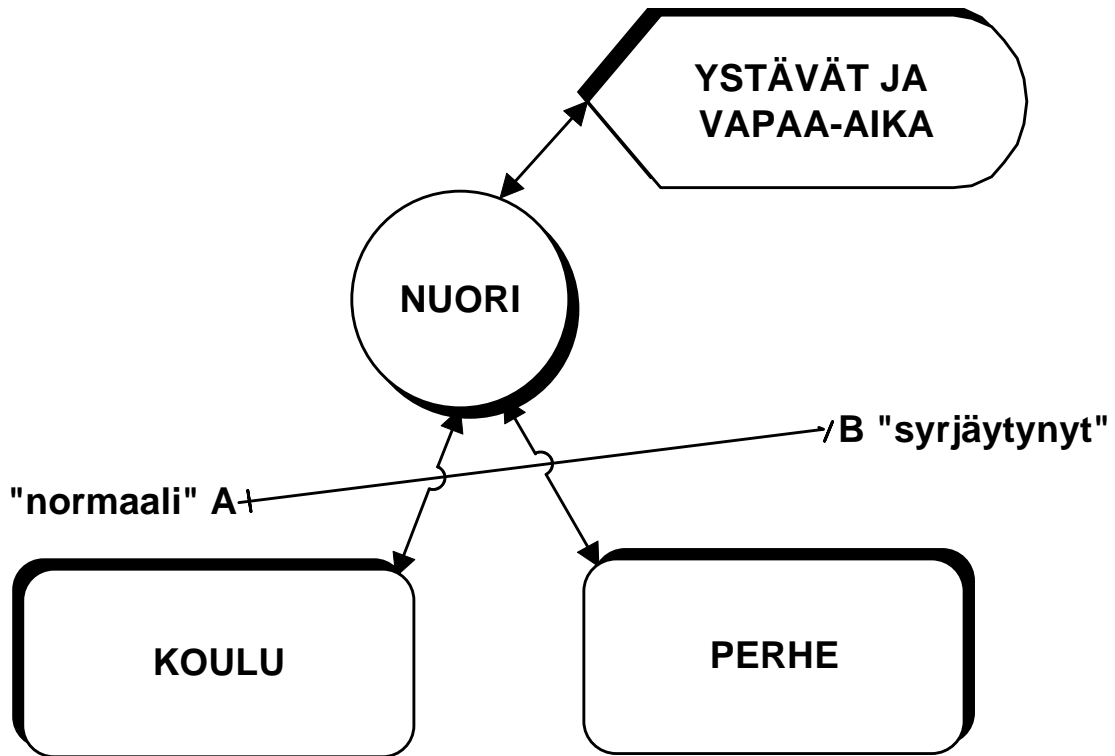 YSTÄVÄT JA
VAPAA-AIKA
NUORI
B "syrjäytynyt"
"normaali" A
KOULU
PERHE